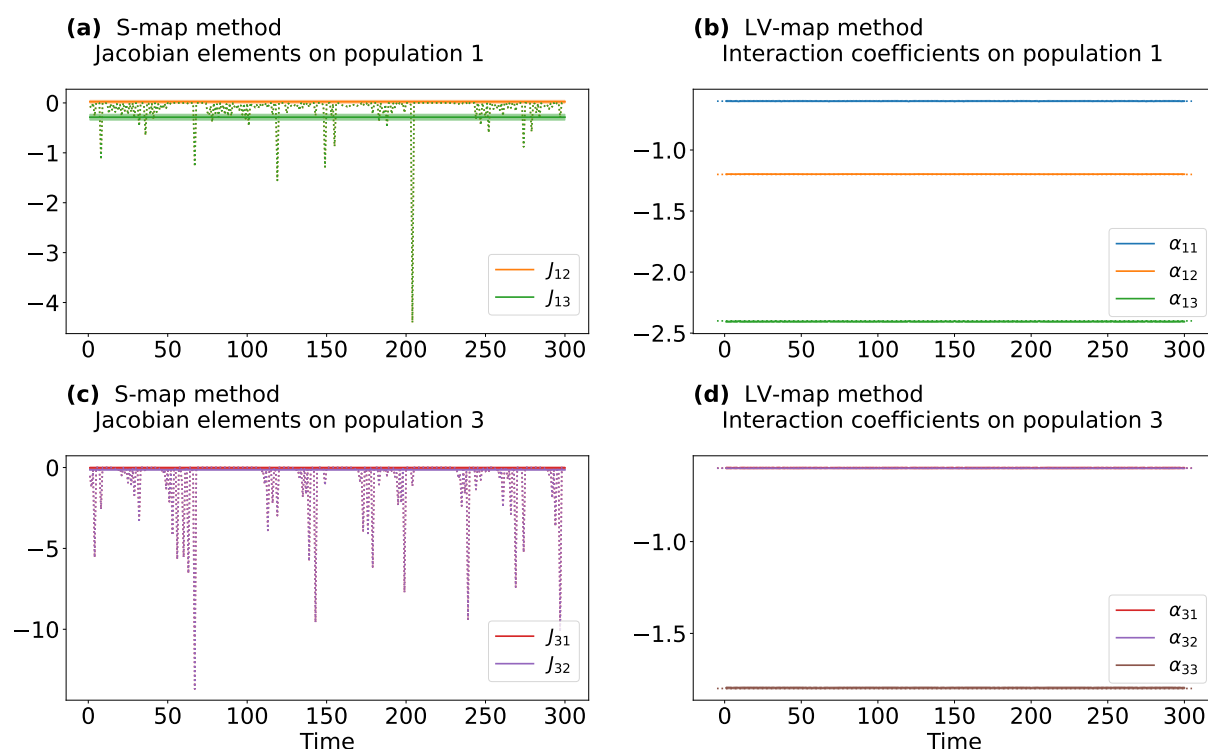 (a) S-map method
Jacobian elements on population 1
0
−1
−2
−3
−4
J12
J13
0 50 100 150 200 250 300
(b) LV-map method
Interaction coefficients on population 1
−1.0
−1.5
−2.0
−2.5
α11
α12
α13
0 50 100 150 200 250 300
(c) S-map method
Jacobian elements on population 3
0
−5
−10
J31
J32
0 50 100 150 200 250 300
Time
(d) LV-map method
Interaction coefficients on population 3
−1.0
−1.5
α31
α32
α33
0 50 100 150 200 250 300
Time